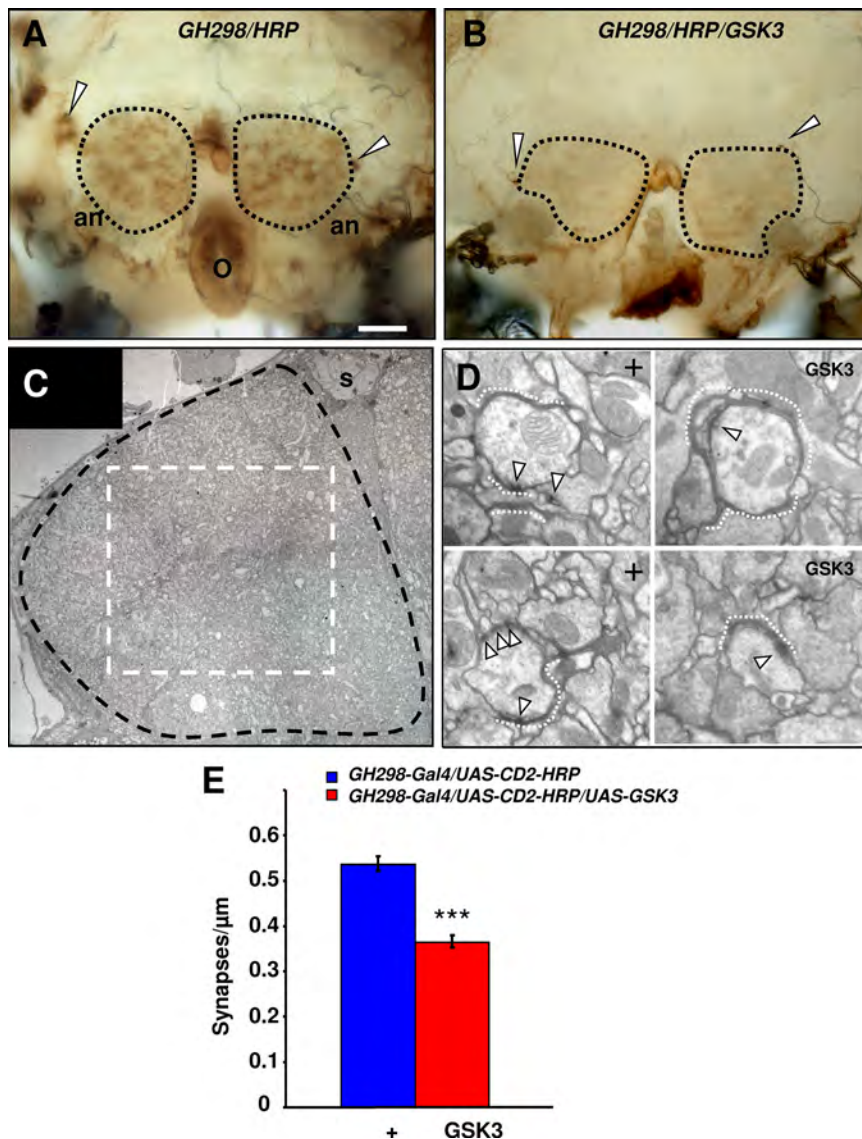 A
GH298/HRP
an
an
O
B
GH298/HRP/GSK3
C
s
D
+
GSK3
+
GSK3
E
GH298-Gal4/UAS-CD2-HRP
GH298-Gal4/UAS-CD2-HRP/UAS-GSK3
Synapses/µm
0.6
0.5
0.4
0.3
0.2
0.1
0
***
+
GSK3